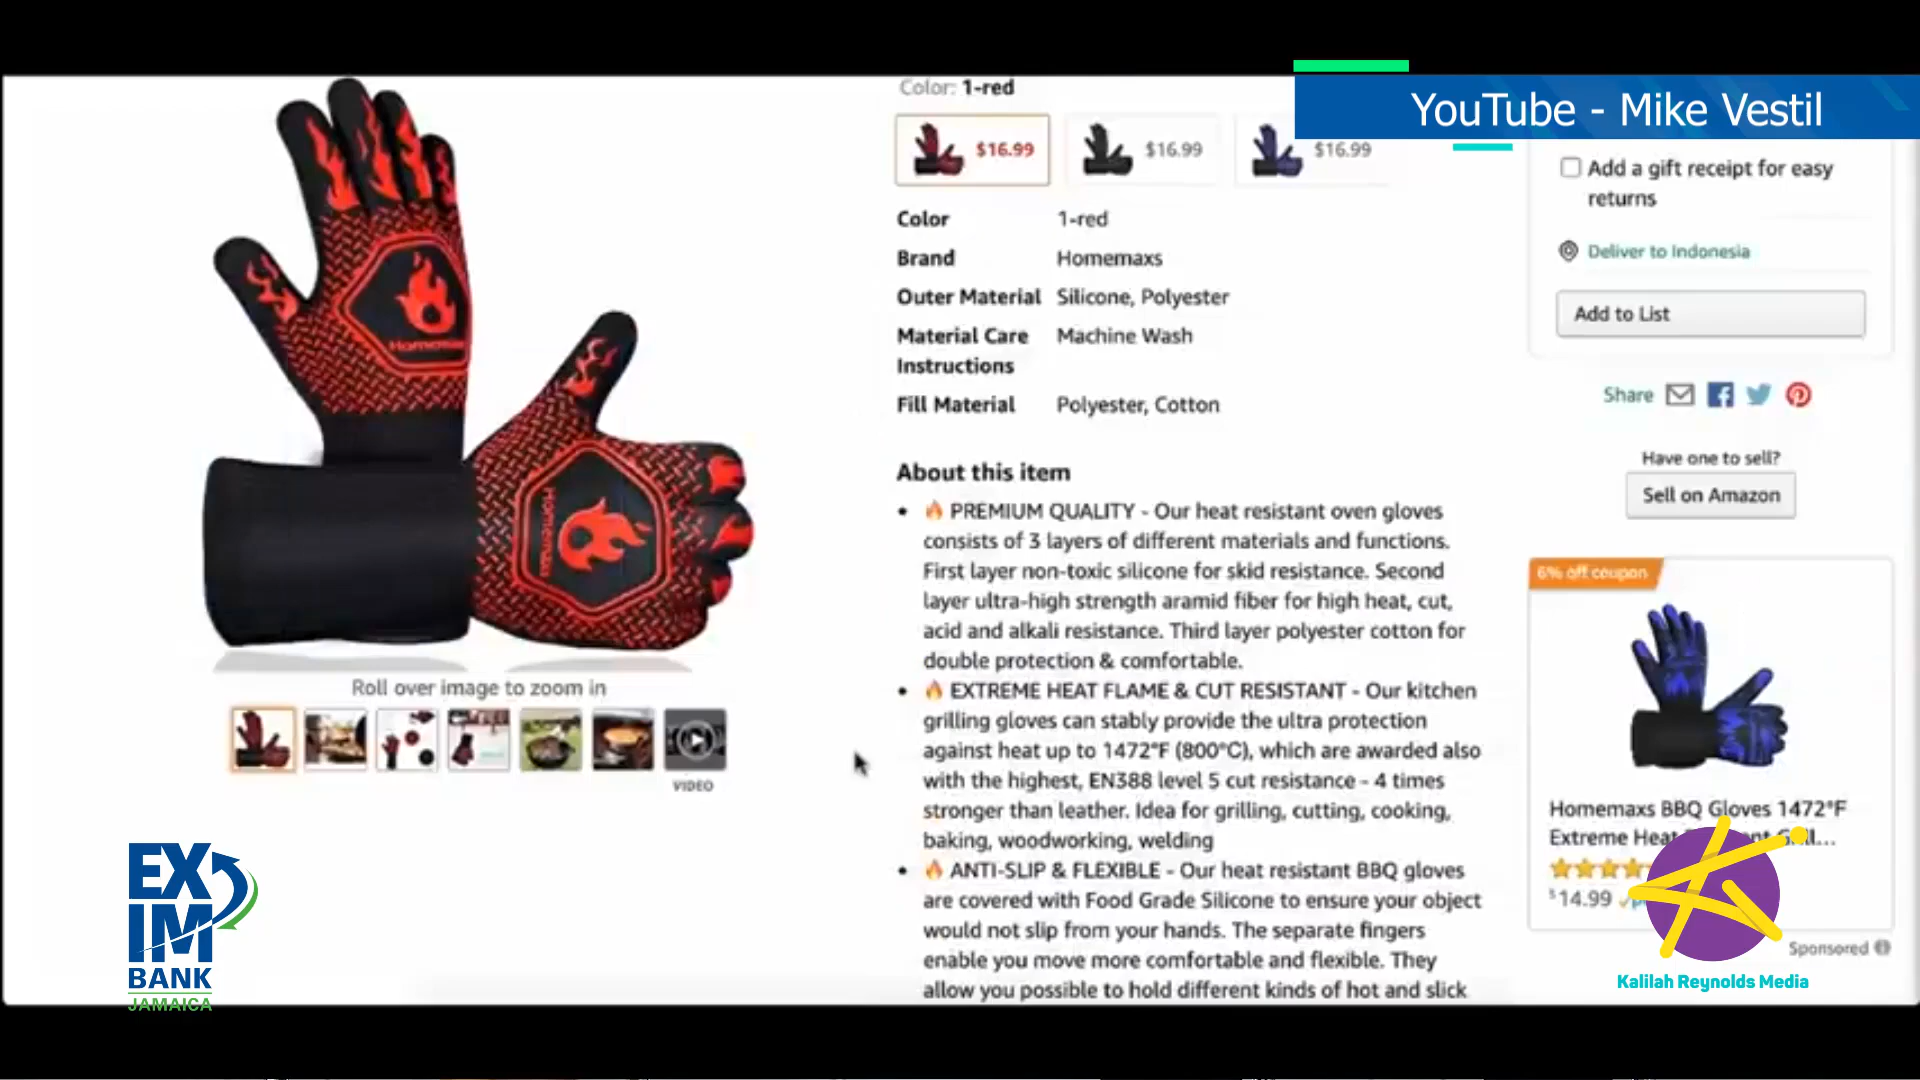 YouTube - Mike Vestil
Color: 1-red
$16.99
$16.99
$16.99
Color 1-red
Brand Homemaxs
Outer Material Silicone, Polyester
Material Care Machine Wash
Instructions
Fill Material Polyester, Cotton
About this item
• 🔥 PREMIUM QUALITY - Our heat resistant oven gloves
consists of 3 layers of different materials and functions.
First layer non-toxic silicone for skid resistance. Second
layer ultra-high strength aramid fiber for high heat, cut,
acid and alkali resistance. Third layer polyester cotton for
double protection & comfortable.
• 🔥 EXTREME HEAT FLAME & CUT RESISTANT - Our kitchen
grilling gloves can stably provide the ultra protection
against heat up to 1472°F (800°C), which are awarded also
with the highest, EN388 level 5 cut resistance - 4 times
stronger than leather. Idea for grilling, cutting, cooking,
baking, woodworking, welding
• 🔥 ANTI-SLIP & FLEXIBLE - Our heat resistant BBQ gloves
are covered with Food Grade Silicone to ensure your object
would not slip from your hands. The separate fingers
enable you move more comfortable and flexible. They
allow you possible to hold different kinds of hot and slick
Homemaxs
Roll over image to zoom in
VIDEO
Add a gift receipt for easy
returns
Deliver to Indonesia
Add to List
Share
Have one to sell?
Sell on Amazon
6% off coupon
Homemaxs BBQ Gloves 1472°F
Extreme Heat
$14.99
Sponsored
EX
IM
BANK
JAMAICA
Kalilah Reynolds Media